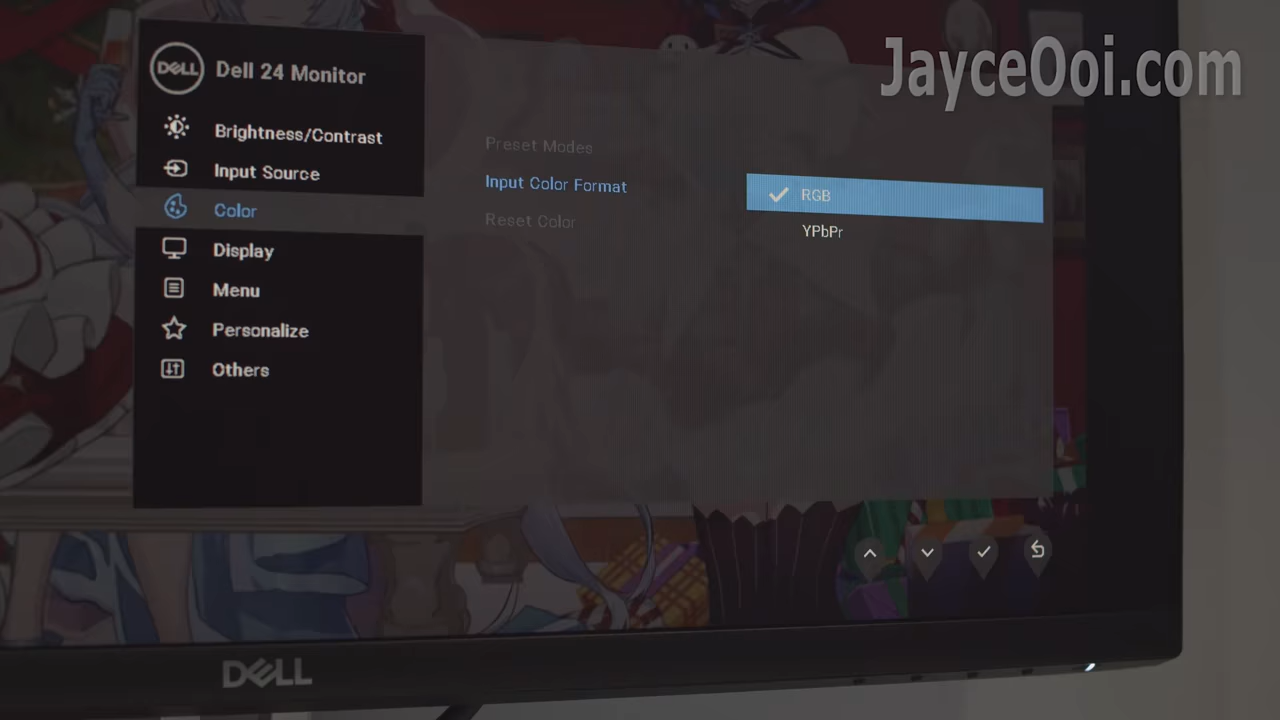 JayceOoi.com
DELL
Dell 24 Monitor
Brightness/Contrast
Input Source
Color
Display
Menu
Personalize
Others
Preset Modes
Input Color Format
Reset Color
RGB
YPbPr
DELL